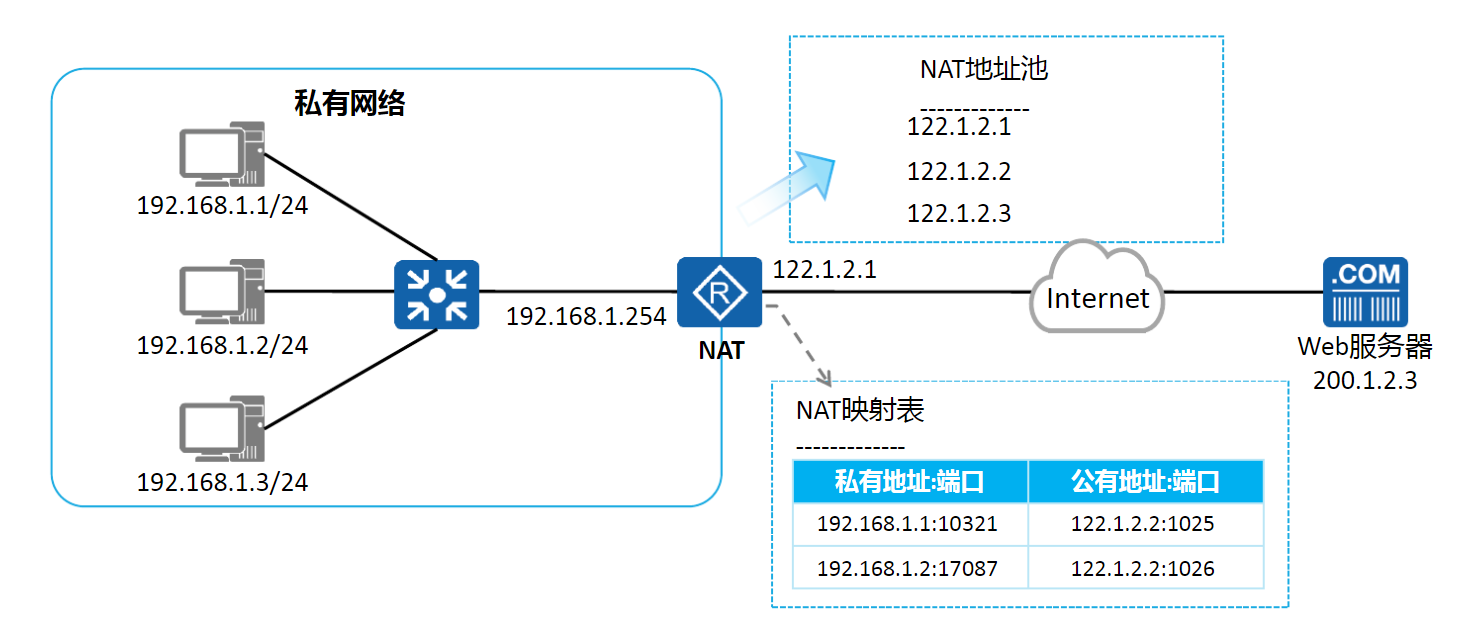 私有网络
192.168.1.1/24
192.168.1.2/24
192.168.1.3/24
192.168.1.254
R
NAT
122.1.2.1
NAT地址池
-------------
122.1.2.1
122.1.2.2
122.1.2.3
Internet
.COM
Web服务器
200.1.2.3
NAT映射表
-------------
私有地址:端口 公有地址:端口
192.168.1.1:10321 122.1.2.2:1025
192.168.1.2:17087 122.1.2.2:1026